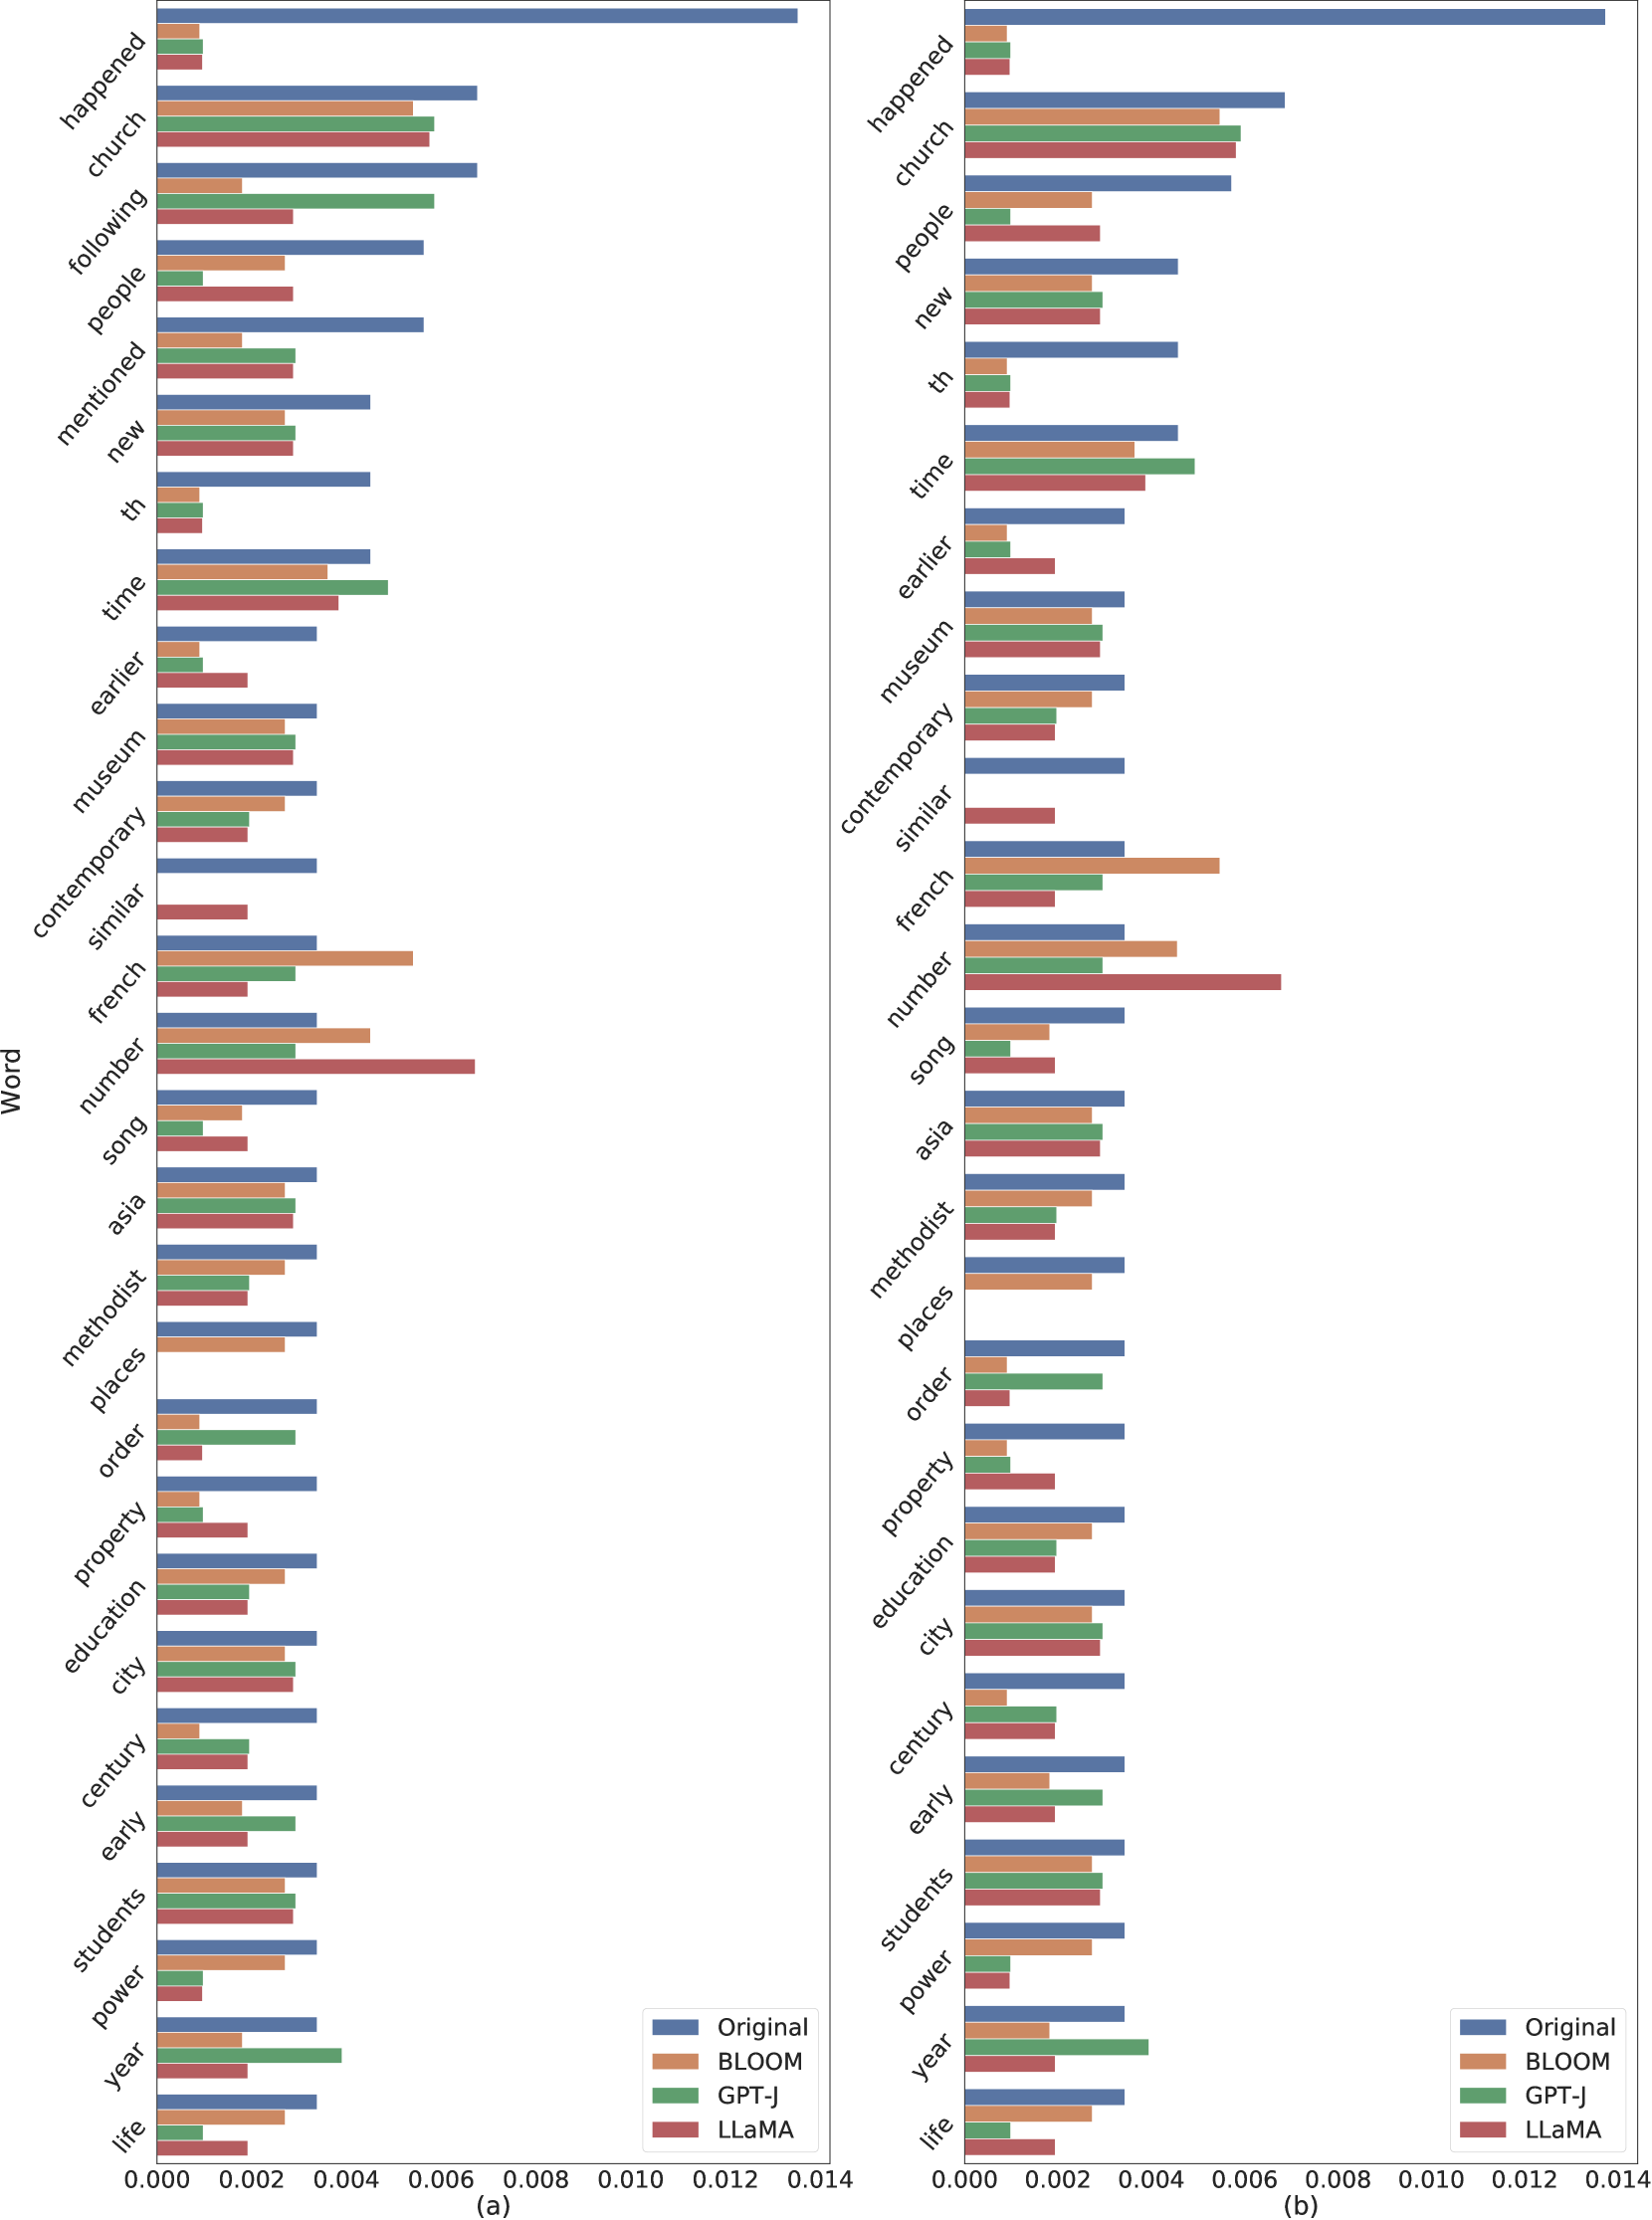 Word
happened
church
following
people
mentioned
new
th
time
earlier
museum
contemporary
similar
french
number
song
asia
methodist
places
order
property
education
city
century
early
students
power
year
life
Original
BLOOM
GPT-J
LLaMA
0.000 0.002 0.004 0.006 0.008 0.010 0.012 0.014
(a)
happened
church
people
new
th
time
earlier
museum
contemporary
similar
french
number
song
asia
methodist
places
order
property
education
city
century
early
students
power
year
life
Original
BLOOM
GPT-J
LLaMA
0.000 0.002 0.004 0.006 0.008 0.010 0.012 0.014
(b)